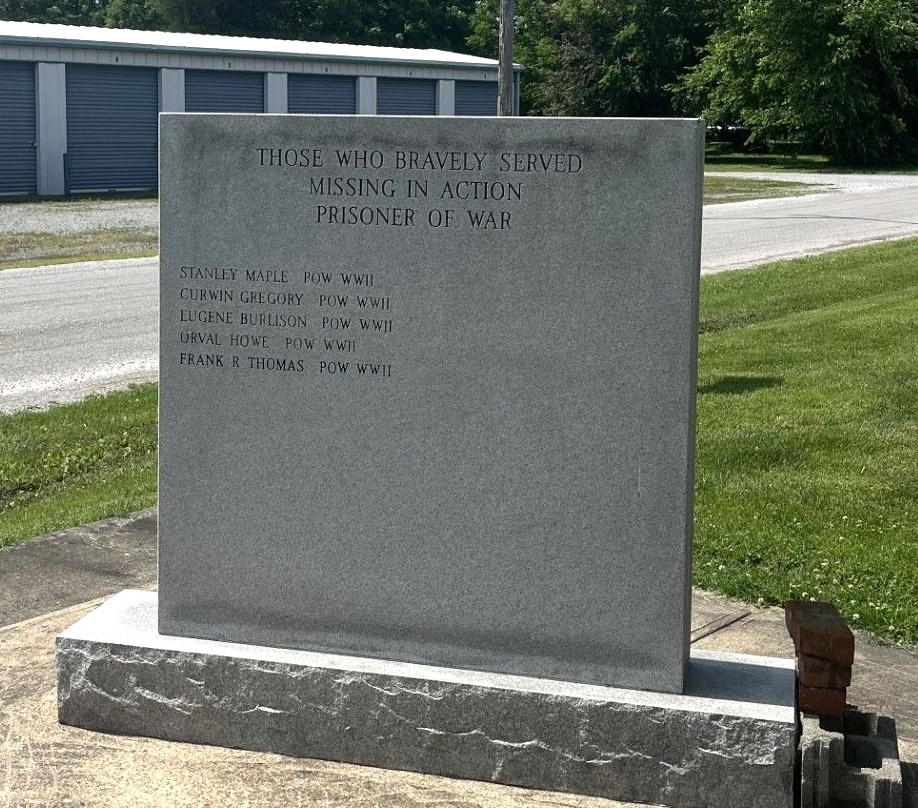 THOSE WHO BRAVELY SERVED
MISSING IN ACTION
PRISONER OF WAR
STANLEY MAPLE POW WWII
CURWIN GREGORY POW WWII
EUGENE BURLISON POW WWII
ORVAL HOWE POW WWII
FRANK R THOMAS POW WWII